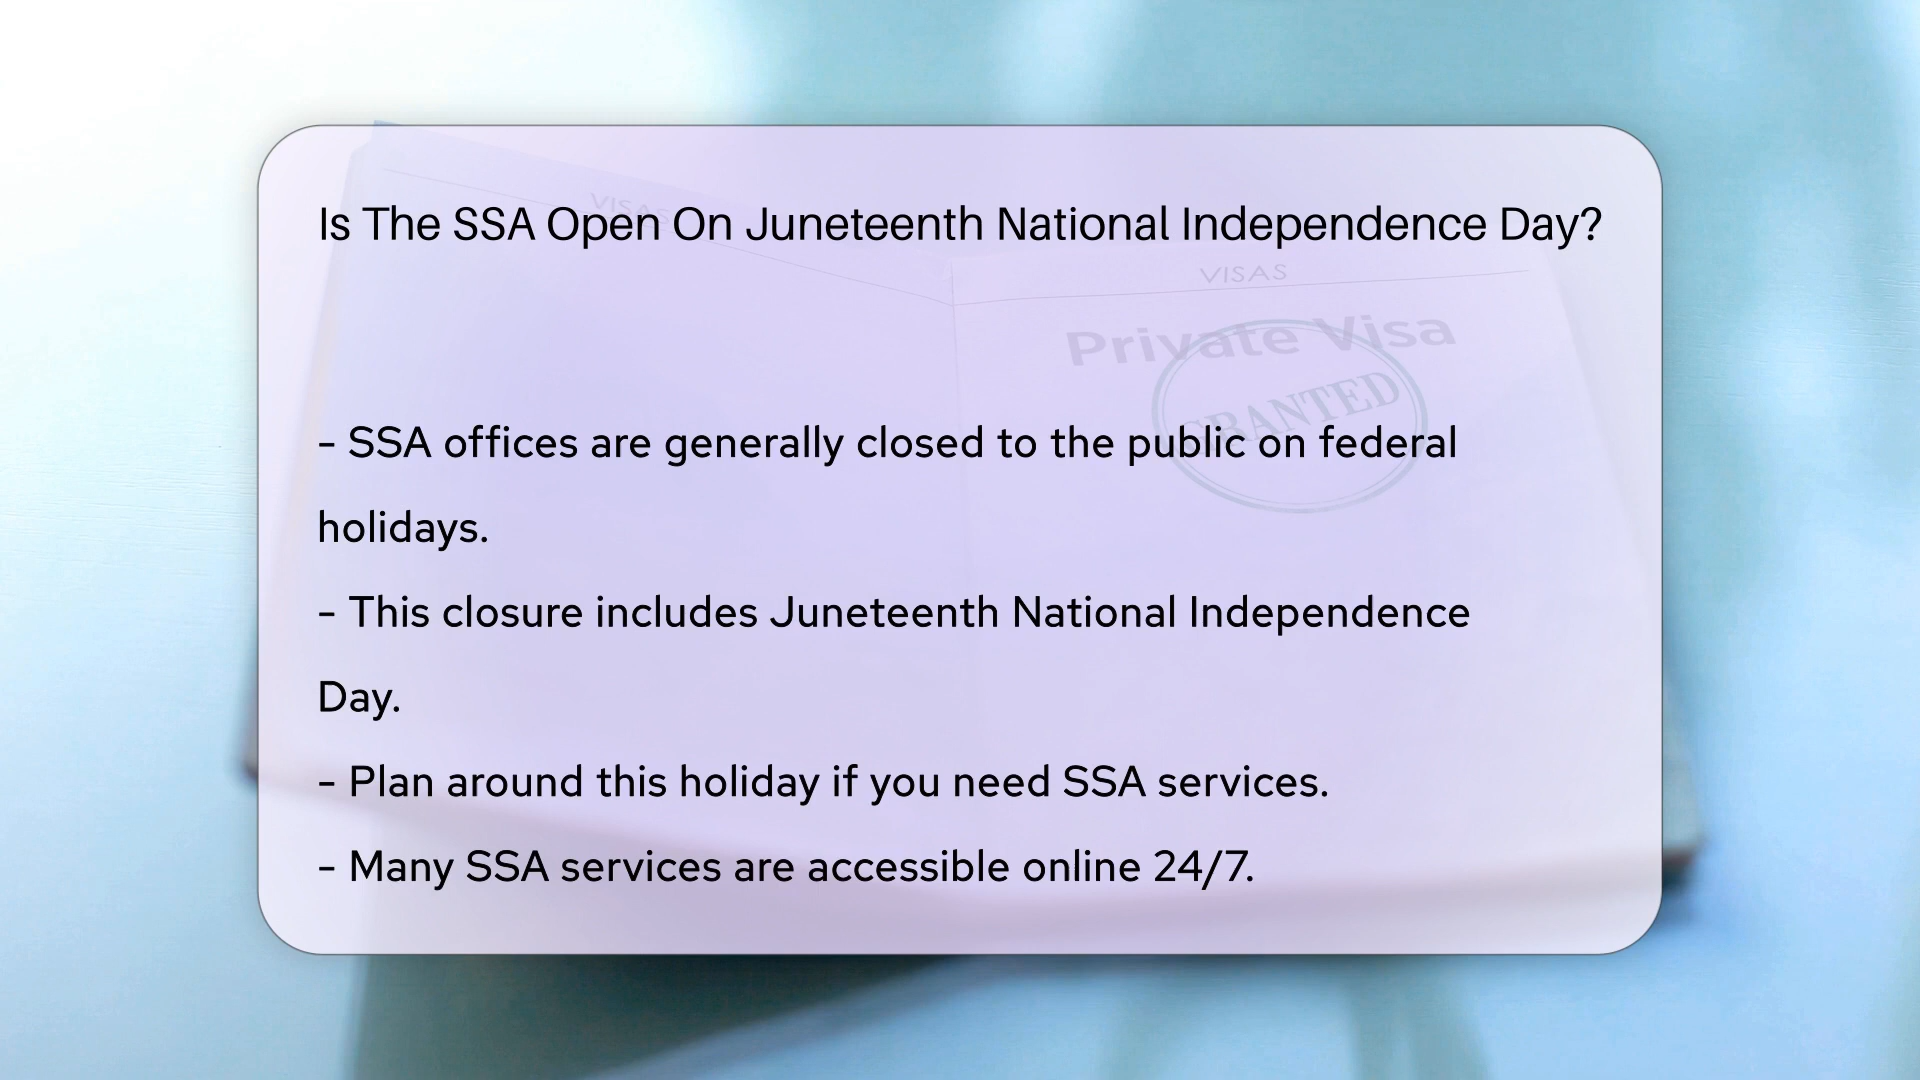 Is The SSA Open On Juneteenth National Independence Day?
VISAS
VISAS
Private Visa
GRANTED
- SSA offices are generally closed to the public on federal
holidays.
- This closure includes Juneteenth National Independence
Day.
- Plan around this holiday if you need SSA services.
- Many SSA services are accessible online 24/7.